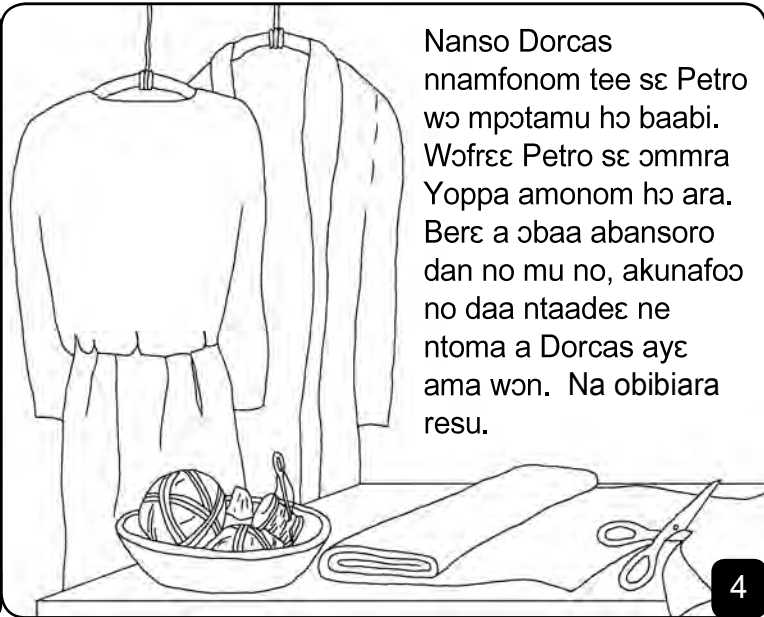 Nanso Dorcas
nnamfonom tee sɛ Petro
wɔ mpɔtamu hɔ baabi.
Wɔfrɛɛ Petro sɛ ɔmmra
Yoppa amonom hɔ ara.
Berɛ a ɔbaa abansoro
dan no mu no, akunafoɔ
no daa ntaadeɛ ne
ntoma a Dorcas ayɛ
ama wɔn.  Na obibiara
resu.
4